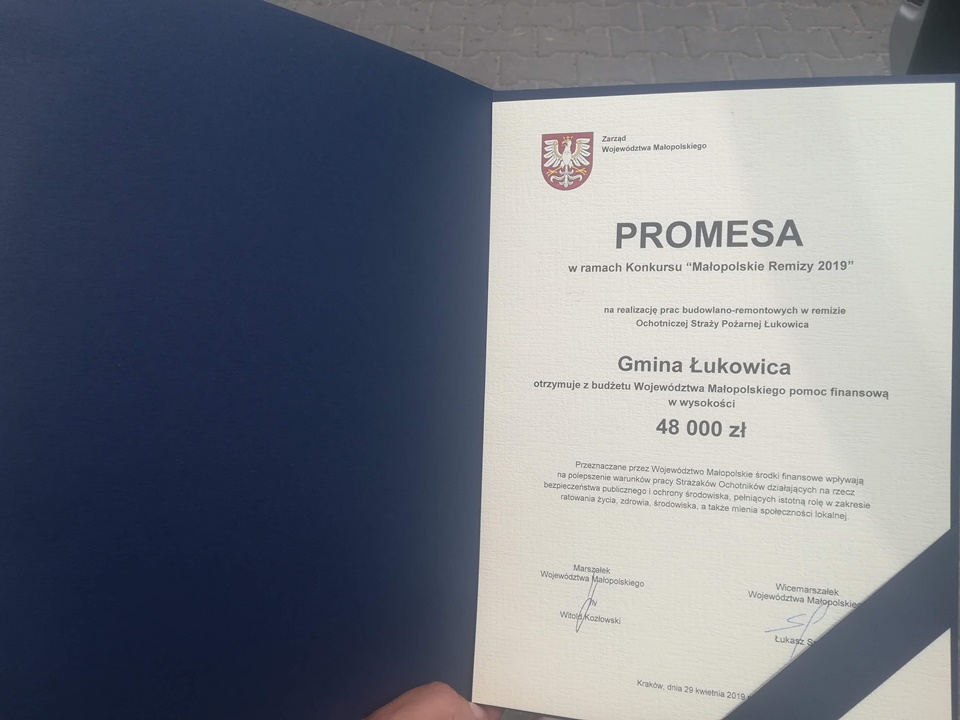 Zarząd
Województwa Małopolskiego
PROMESA
w ramach Konkursu “Małopolskie Remizy 2019”
na realizację prac budowlano-remontowych w remizie
Ochotniczej Straży Pożarnej Łukowica
Gmina Łukowica
otrzymuje z budżetu Województwa Małopolskiego pomoc finansową
w wysokości
48 000 zł
Przeznaczane przez Województwo Małopolskie środki finansowe wpływają
na polepszenie warunków pracy Strażaków Ochotników działających na rzecz
bezpieczeństwa publicznego i ochrony środowiska, pełniących istotną rolę w zakresie
ratowania życia, zdrowia, środowiska, a także mienia społeczności lokalnej.
Marszałek
Województwa Małopolskiego
Witold Kozłowski
Wicemarszałek
Województwa Małopolskie
Łukasz
Kraków, dnia 29 kwietnia 2019